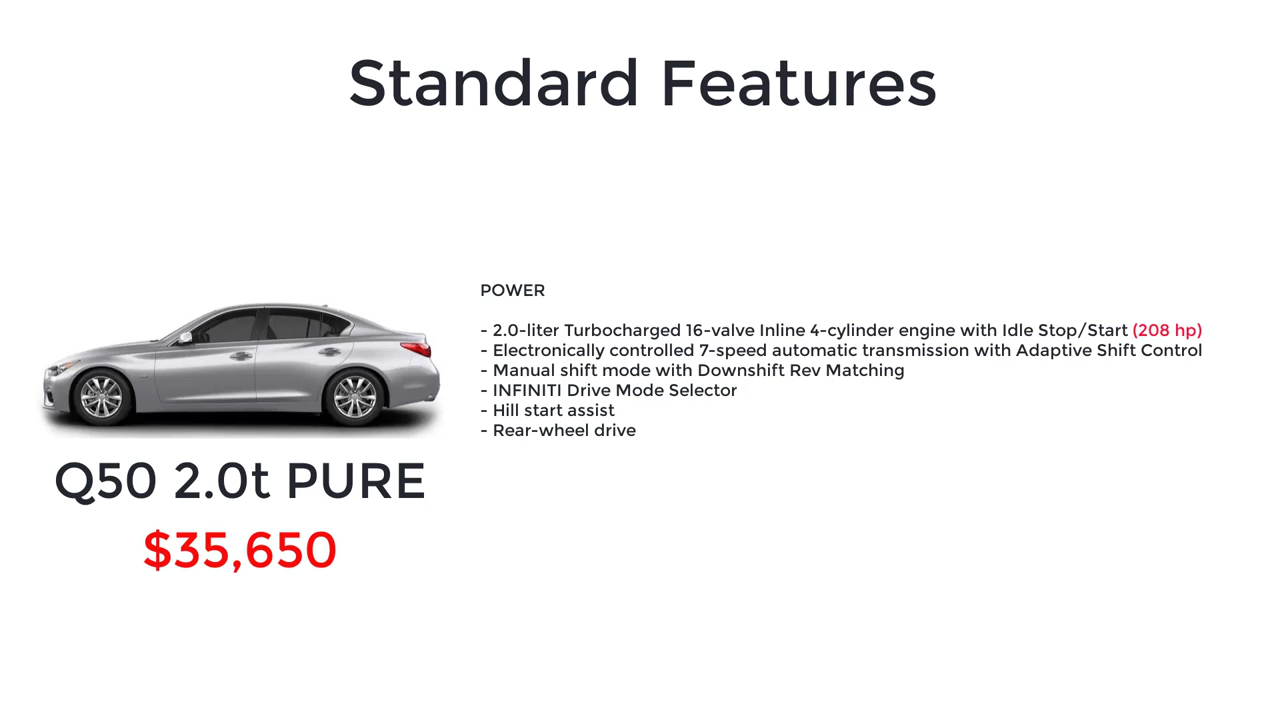 Standard Features
POWER
- 2.0-liter Turbocharged 16-valve Inline 4-cylinder engine with Idle Stop/Start (208 hp)
- Electronically controlled 7-speed automatic transmission with Adaptive Shift Control
- Manual shift mode with Downshift Rev Matching
- INFINITI Drive Mode Selector
- Hill start assist
- Rear-wheel drive
Q50 2.0t PURE
$35,650